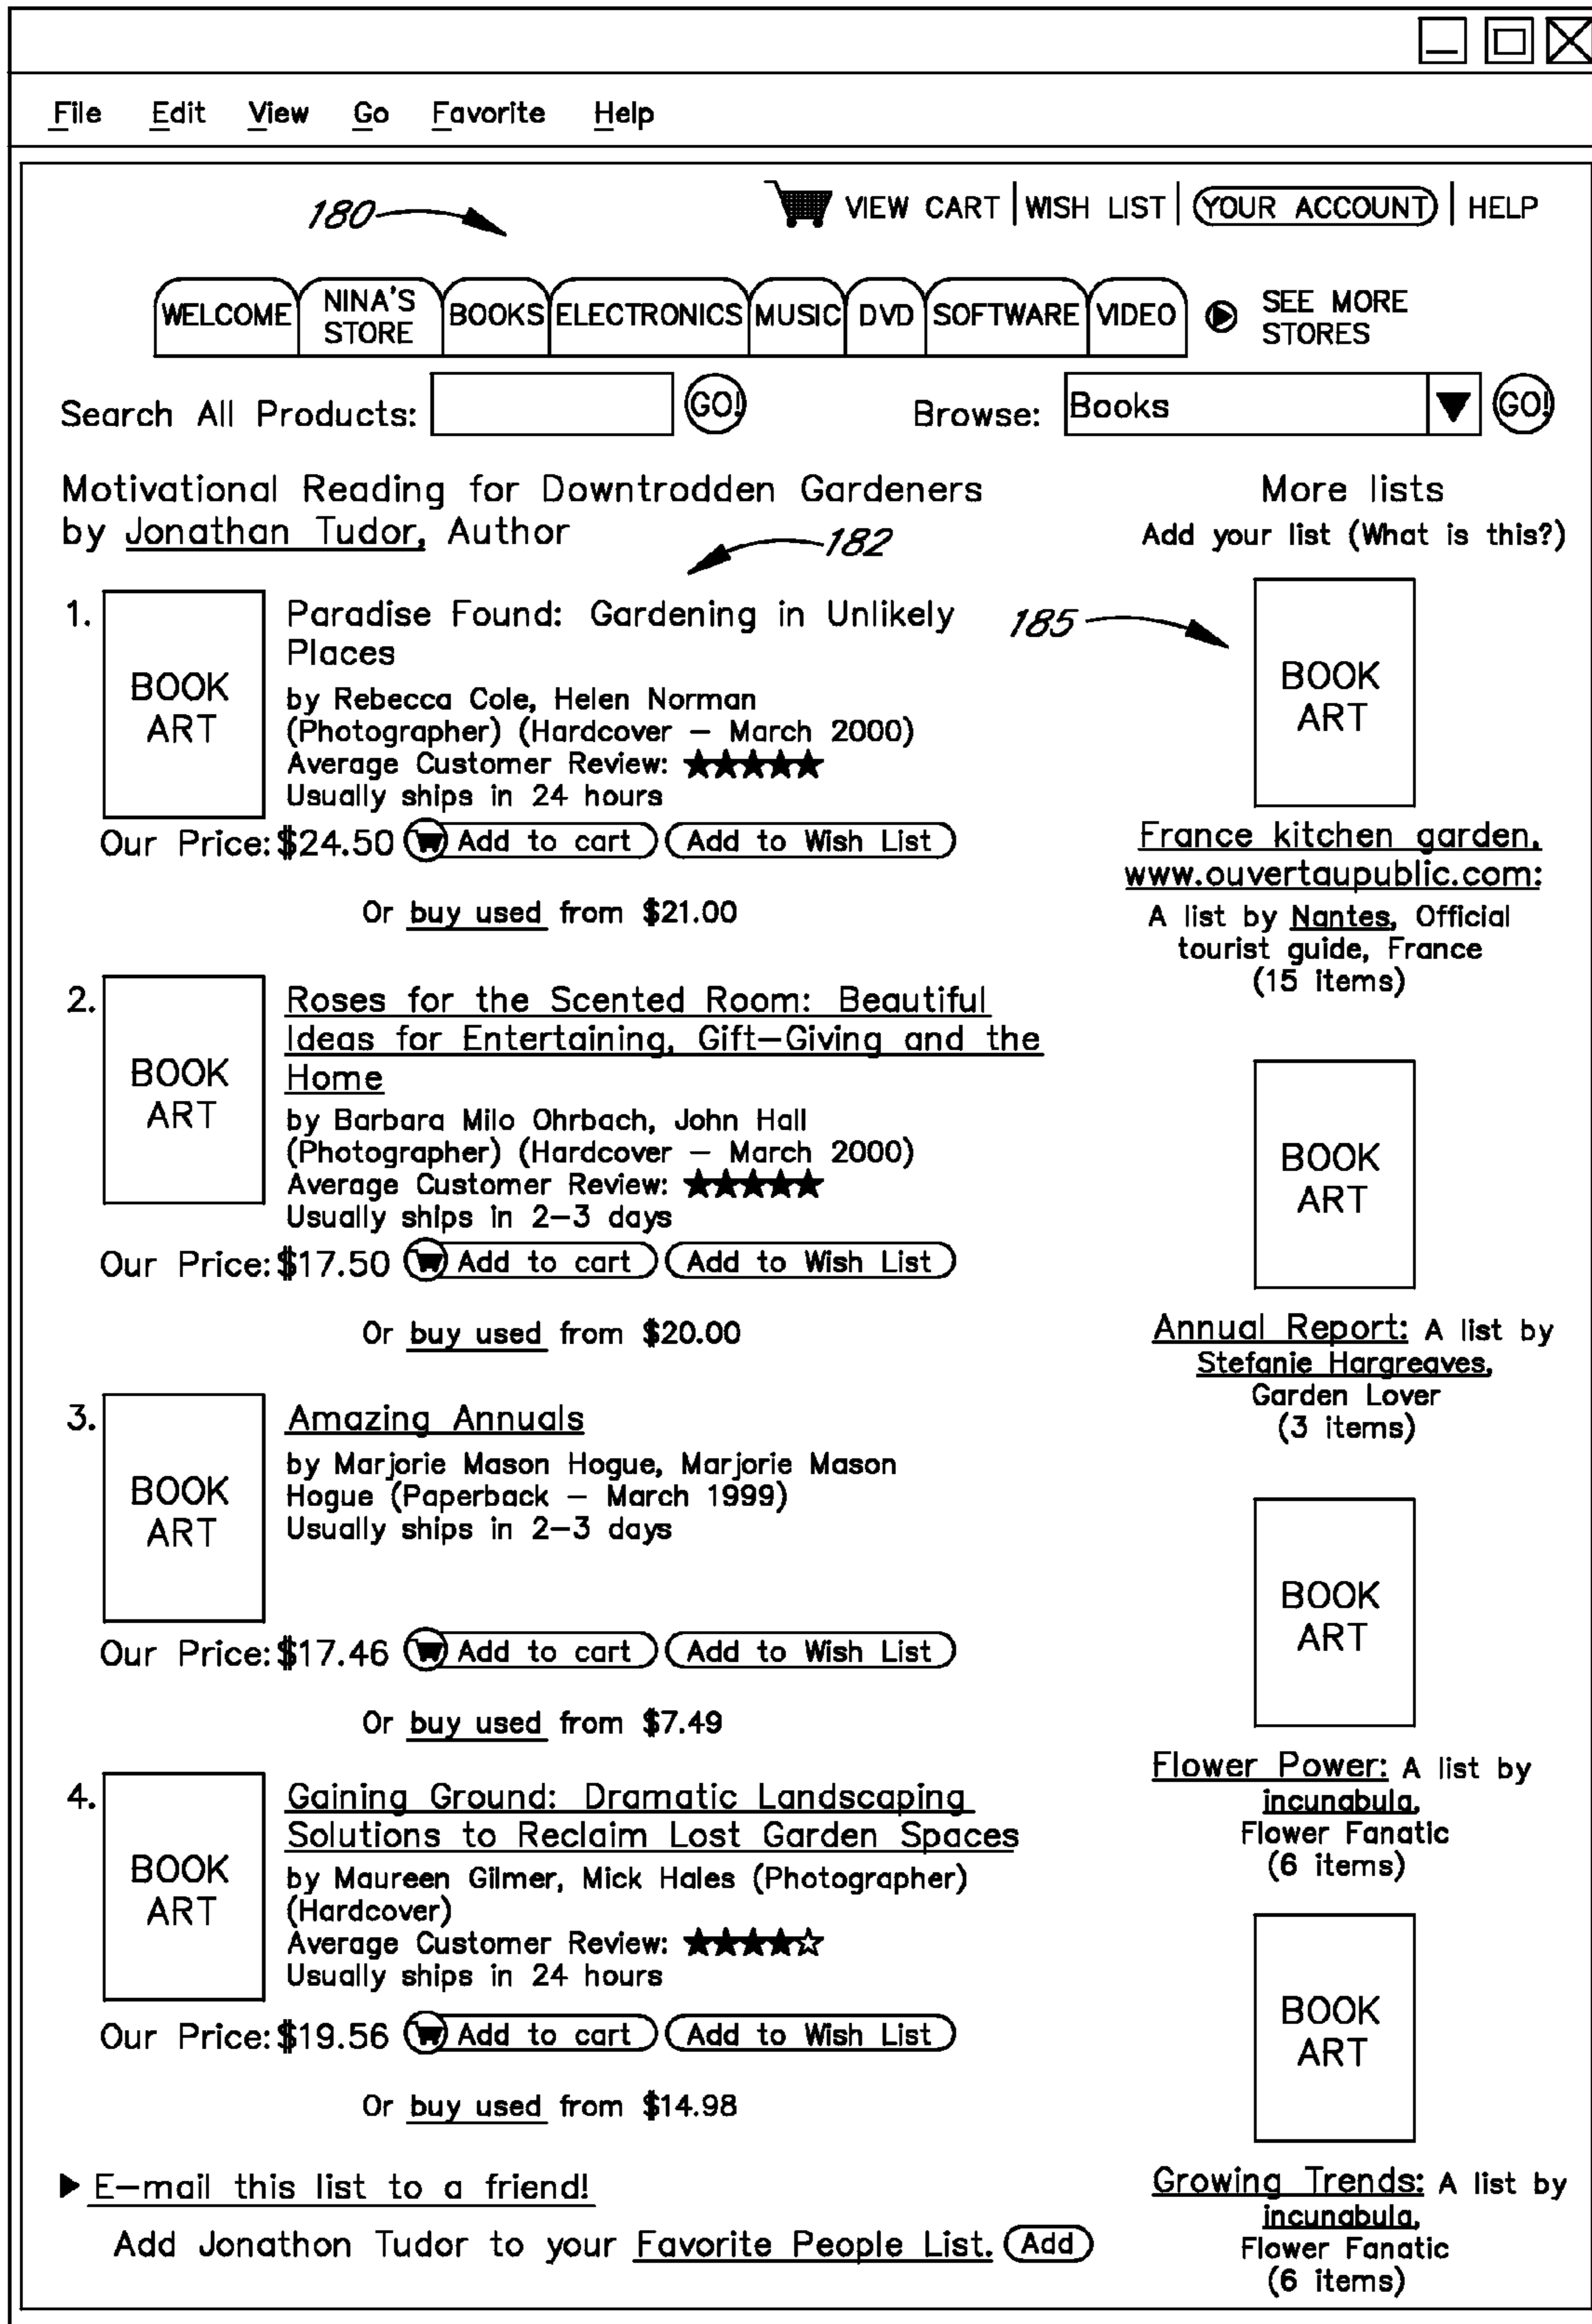 File Edit View Go Favorite Help
180
VIEW CART WISH LIST YOUR ACCOUNT HELP
WELCOME NINA'S STORE BOOKS ELECTRONICS MUSIC DVD SOFTWARE VIDEO SEE MORE STORES
Search All Products: GO! Browse: Books GO!
Motivational Reading for Downtrodden Gardeners
by Jonathan Tudor, Author
182
1.
BOOK
ART
Paradise Found: Gardening in Unlikely
Places
by Rebecca Cole, Helen Norman
(Photographer) (Hardcover – March 2000)
Average Customer Review: ★★★★★
Usually ships in 24 hours
Our Price: $24.50 Add to cart Add to Wish List
Or buy used from $21.00
2.
BOOK
ART
Roses for the Scented Room: Beautiful
Ideas for Entertaining, Gift–Giving and the
Home
by Barbara Milo Ohrbach, John Hall
(Photographer) (Hardcover – March 2000)
Average Customer Review: ★★★★★
Usually ships in 2–3 days
Our Price: $17.50 Add to cart Add to Wish List
Or buy used from $20.00
3.
BOOK
ART
Amazing Annuals
by Marjorie Mason Hogue, Marjorie Mason
Hogue (Paperback – March 1999)
Usually ships in 2–3 days
Our Price: $17.46 Add to cart Add to Wish List
Or buy used from $7.49
4.
BOOK
ART
Gaining Ground: Dramatic Landscaping
Solutions to Reclaim Lost Garden Spaces
by Maureen Gilmer, Mick Hales (Photographer)
(Hardcover)
Average Customer Review: ★★★★☆
Usually ships in 24 hours
Our Price: $19.56 Add to cart Add to Wish List
Or buy used from $14.98
E–mail this list to a friend!
Add Jonathon Tudor to your Favorite People List. Add
More lists
Add your list (What is this?)
185
BOOK
ART
France kitchen garden,
www.ouvertaupublic.com:
A list by Nantes, Official
tourist guide, France
(15 items)
BOOK
ART
Annual Report: A list by
Stefanie Hargreaves,
Garden Lover
(3 items)
BOOK
ART
Flower Power: A list by
incunabula,
Flower Fanatic
(6 items)
BOOK
ART
Growing Trends: A list by
incunabula,
Flower Fanatic
(6 items)